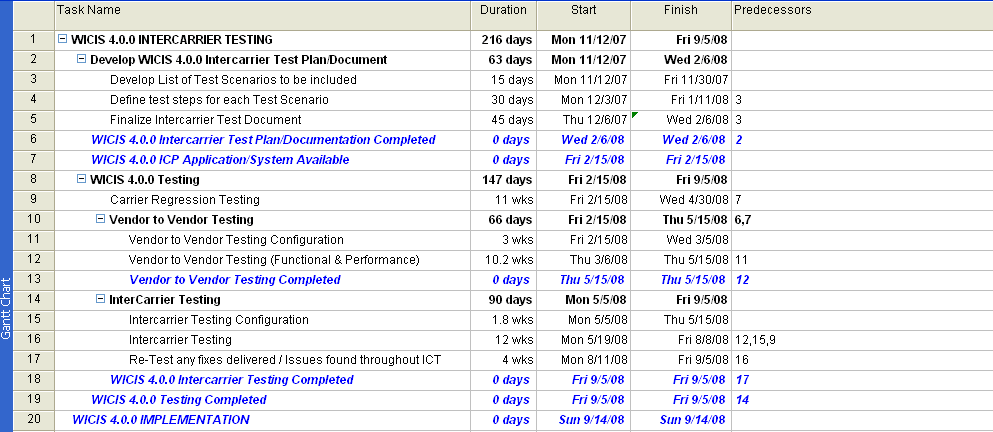 Task Name Duration Start Finish Predecessors
1 WICIS 4.0.0 INTERCARRIER TESTING 216 days Mon 11/12/07 Fri 9/5/08
2 Develop WICIS 4.0.0 Intercarrier Test Plan/Document 63 days Mon 11/12/07 Wed 2/6/08
3 Develop List of Test Scenarios to be included 15 days Mon 11/12/07 Fri 11/30/07
4 Define test steps for each Test Scenario 30 days Mon 12/3/07 Fri 1/11/08 3
5 Finalize Intercarrier Test Document 45 days Thu 12/6/07 Wed 2/6/08 3
6 WICIS 4.0.0 Intercarrier Test Plan/Documentation Completed 0 days Wed 2/6/08 Wed 2/6/08 2
7 WICIS 4.0.0 ICP Application/System Available 0 days Fri 2/15/08 Fri 2/15/08
8 WICIS 4.0.0 Testing 147 days Fri 2/15/08 Fri 9/5/08
9 Carrier Regression Testing 11 wks Fri 2/15/08 Wed 4/30/08 7
10 Vendor to Vendor Testing 66 days Fri 2/15/08 Thu 5/15/08 6,7
11 Vendor to Vendor Testing Configuration 3 wks Fri 2/15/08 Wed 3/5/08
12 Vendor to Vendor Testing (Functional & Performance) 10.2 wks Thu 3/6/08 Thu 5/15/08 11
13 Vendor to Vendor Testing Completed 0 days Thu 5/15/08 Thu 5/15/08 12
14 InterCarrier Testing 90 days Mon 5/5/08 Fri 9/5/08
15 Intercarrier Testing Configuration 1.8 wks Mon 5/5/08 Thu 5/15/08
16 Intercarrier Testing 12 wks Mon 5/19/08 Fri 8/8/08 12,15,9
17 Re-Test any fixes delivered / Issues found throughout ICT 4 wks Mon 8/11/08 Fri 9/5/08 16
18 WICIS 4.0.0 Intercarrier Testing Completed 0 days Fri 9/5/08 Fri 9/5/08 17
19 WICIS 4.0.0 Testing Completed 0 days Fri 9/5/08 Fri 9/5/08 14
20 WICIS 4.0.0 IMPLEMENTATION 0 days Sun 9/14/08 Sun 9/14/08
Gantt Chart